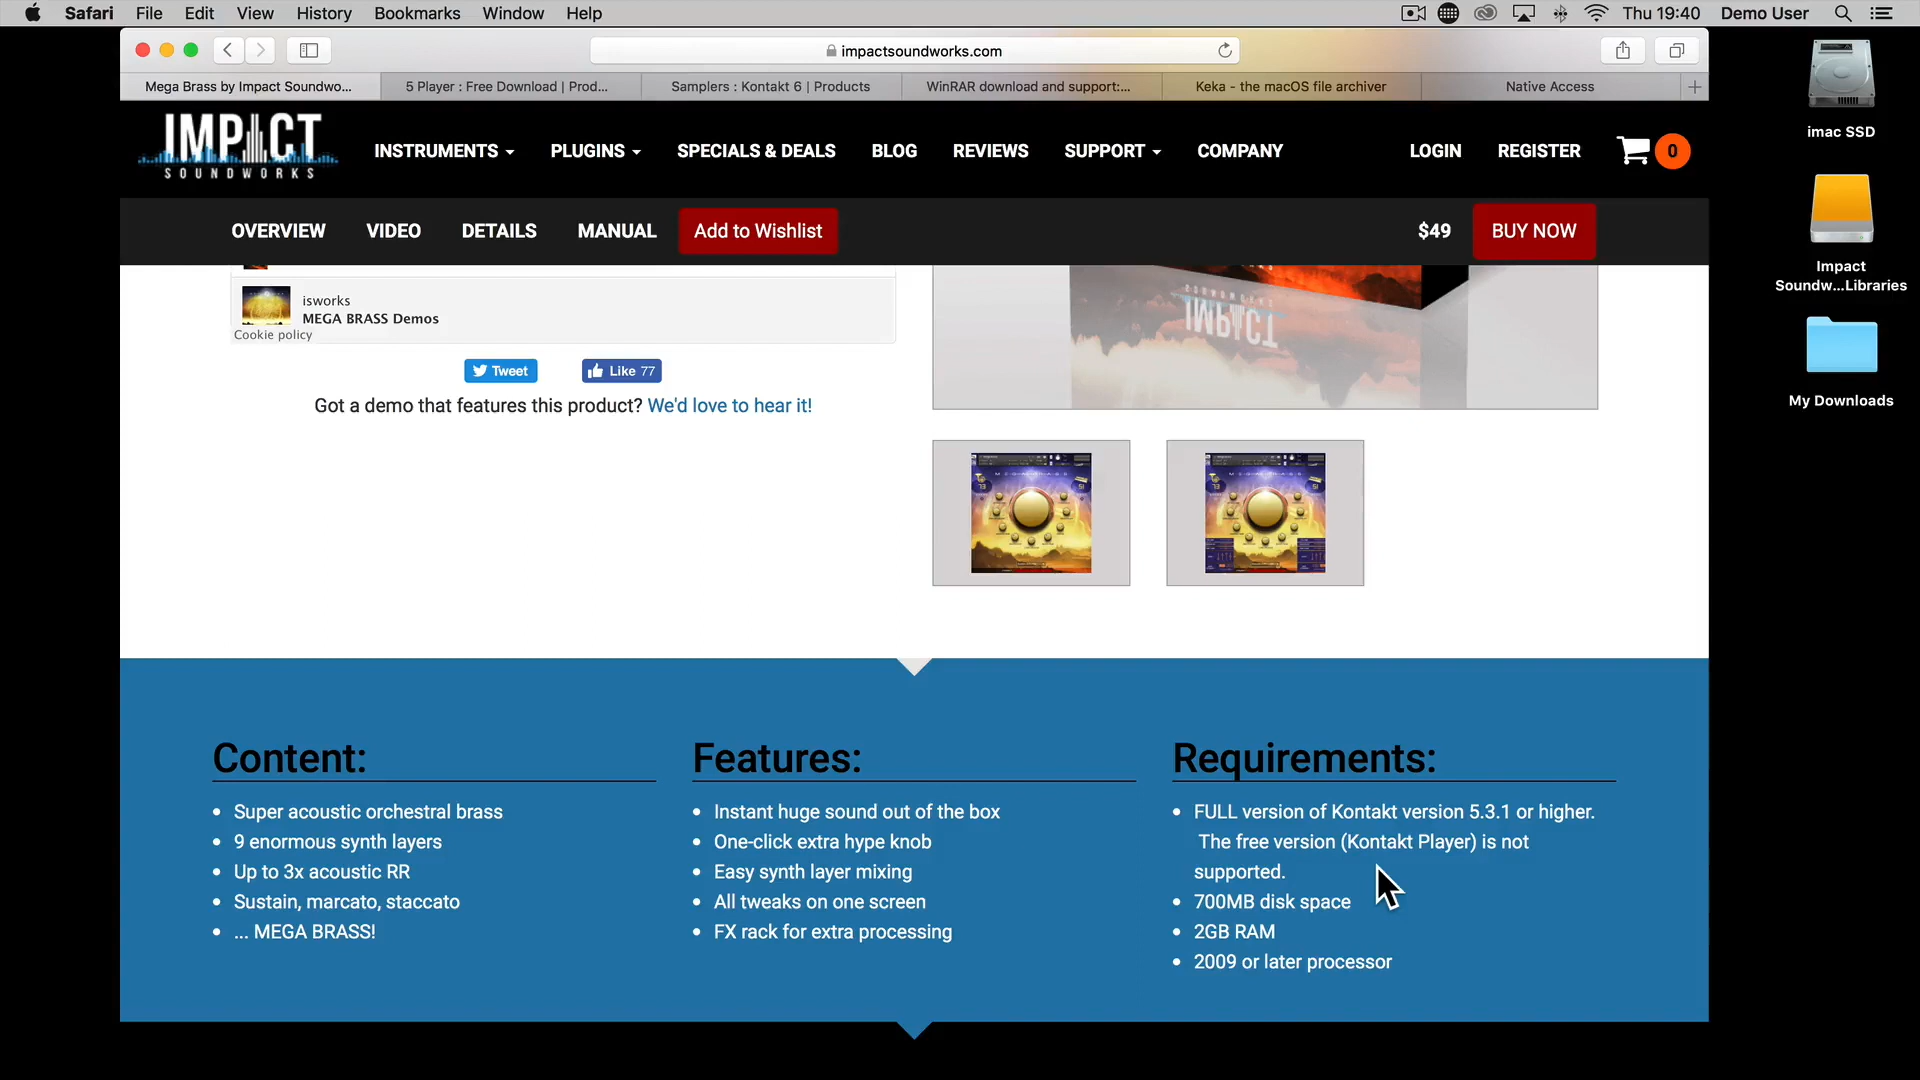 Safari File Edit View History Bookmarks Window Help Thu 19:40 Demo User
impactsoundworks.com
Mega Brass by Impact Soundwo... 5 Player : Free Download | Prod... Samplers : Kontakt 6 | Products WinRAR download and support:... Keka - the macOS file archiver Native Access
IMPACT
SOUNDWORKS
INSTRUMENTS PLUGINS SPECIALS & DEALS BLOG REVIEWS SUPPORT COMPANY LOGIN REGISTER 0
OVERVIEW VIDEO DETAILS MANUAL Add to Wishlist $49 BUY NOW
isworks
MEGA BRASS Demos
Cookie policy
Tweet Like 77
Got a demo that features this product? We'd love to hear it!
IMPACT
Content:
Super acoustic orchestral brass
9 enormous synth layers
Up to 3x acoustic RR
Sustain, marcato, staccato
... MEGA BRASS!
Features:
Instant huge sound out of the box
One-click extra hype knob
Easy synth layer mixing
All tweaks on one screen
FX rack for extra processing
Requirements:
FULL version of Kontakt version 5.3.1 or higher.
The free version (Kontakt Player) is not
supported.
700MB disk space
2GB RAM
2009 or later processor
imac SSD
Impact
Soundw...Libraries
My Downloads